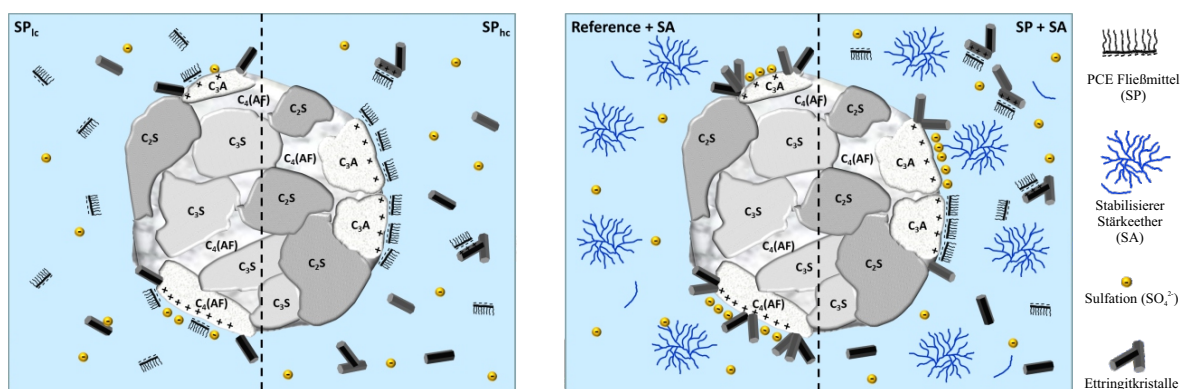 SPlc
SPhc
C3A
C4(AF)
C2S
C2S
C3S
C4(AF)
C3A
C2S
C3S
C3A
C4(AF)
C3S
C2S
C4(AF)
C3S
Reference + SA
SP + SA
C3A
C4(AF)
C2S
C2S
C3S
C4(AF)
C3A
C2S
C3S
C3A
C4(AF)
C3S
C2S
C4(AF)
C3S
PCE Fließmittel
(SP)
Stabilisierer
Stärkeether
(SA)
Sulfation (SO4²⁻)
Ettringitkristalle